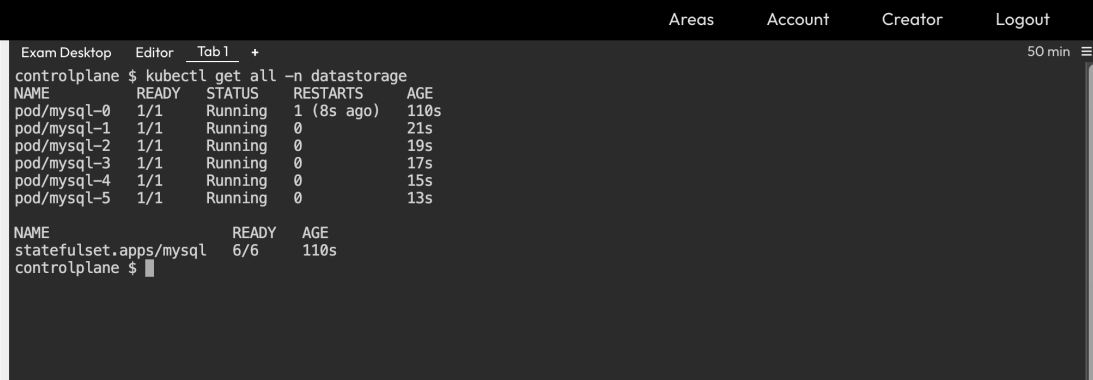 Areas Account Creator Logout
Exam Desktop Editor Tab 1 + 50 min
controlplane $ kubectl get all -n datastorage
NAME READY STATUS RESTARTS AGE
pod/mysql-0 1/1 Running 1 (8s ago) 110s
pod/mysql-1 1/1 Running 0 21s
pod/mysql-2 1/1 Running 0 19s
pod/mysql-3 1/1 Running 0 17s
pod/mysql-4 1/1 Running 0 15s
pod/mysql-5 1/1 Running 0 13s
NAME READY AGE
statefulset.apps/mysql 6/6 110s
controlplane $